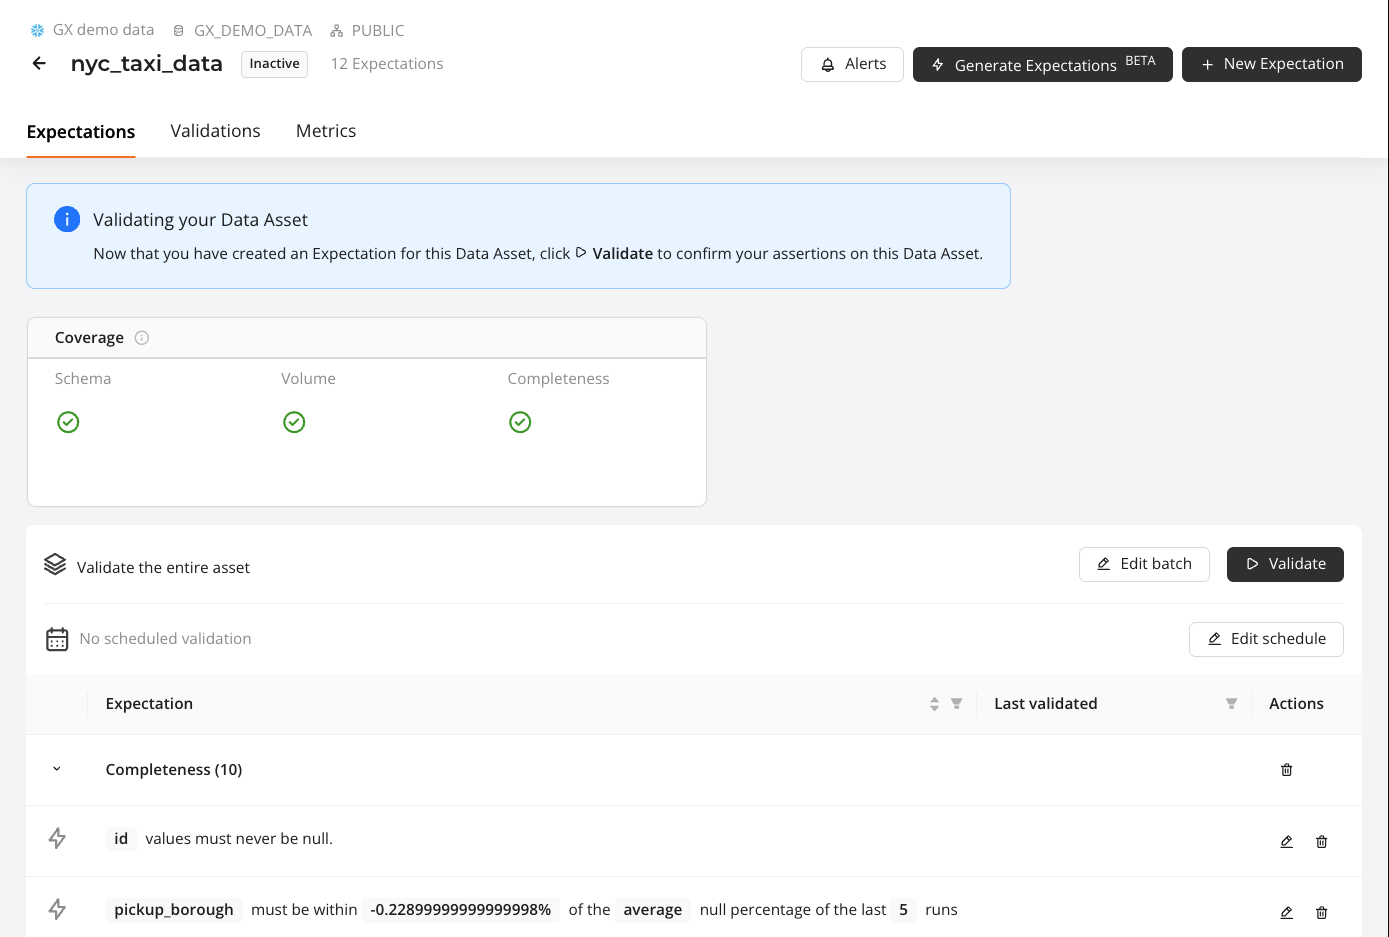 GX demo data GX_DEMO_DATA PUBLIC
nyc_taxi_data Inactive 12 Expectations Alerts Generate Expectations BETA New Expectation
Expectations Validations Metrics
Validating your Data Asset
Now that you have created an Expectation for this Data Asset, click Validate to confirm your assertions on this Data Asset.
Coverage
Schema Volume Completeness
Validate the entire asset Edit batch Validate
No scheduled validation Edit schedule
Expectation Last validated Actions
Completeness (10)
id values must never be null.
pickup_borough must be within -0.22899999999999998% of the average null percentage of the last 5 runs